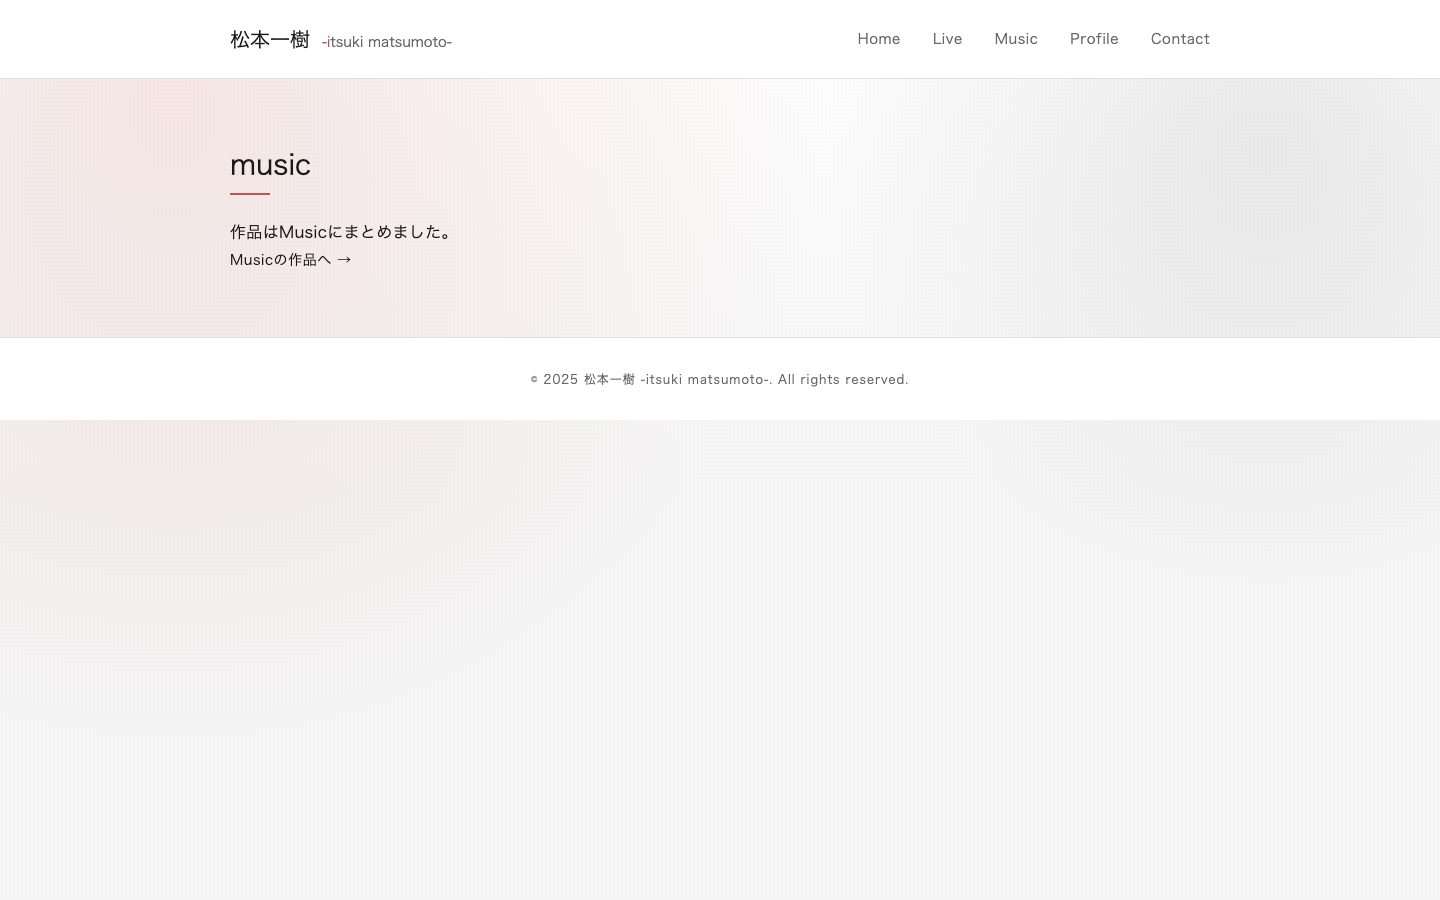 松本一樹 -itsuki matsumoto-
Home Live Music Profile Contact
music
作品はMusicにまとめました。
Musicの作品へ →
© 2025 松本一樹 -itsuki matsumoto-. All rights reserved.